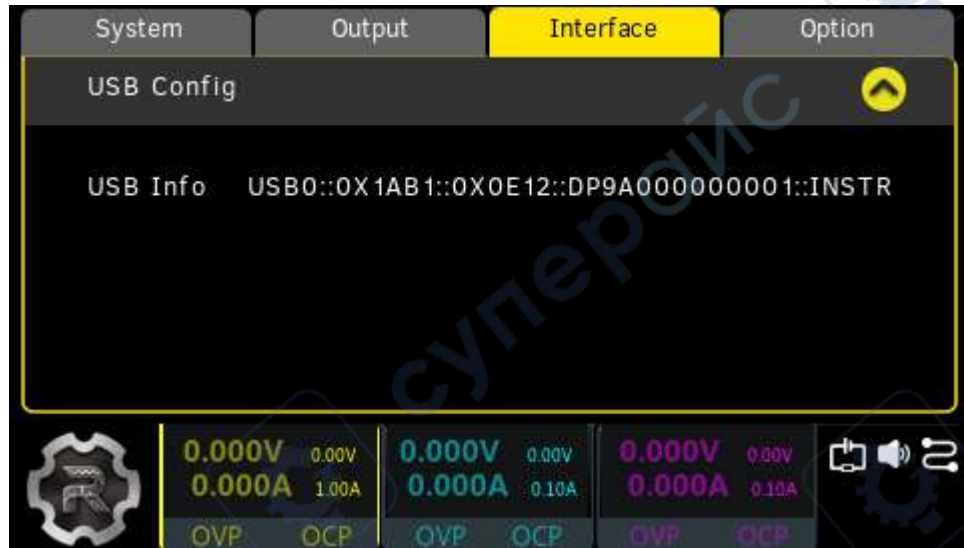 System Output Interface Option
USB Config
USB Info USB0::0X1AB1::0X0E12::DP9A000000001::INSTR
суперайс
0.000V 0.00V 0.000V 0.00V 0.000V 0.00V
0.000A 1.00A 0.000A 0.10A 0.000A 0.10A
OVP OCP OVP OCP OVP OCP